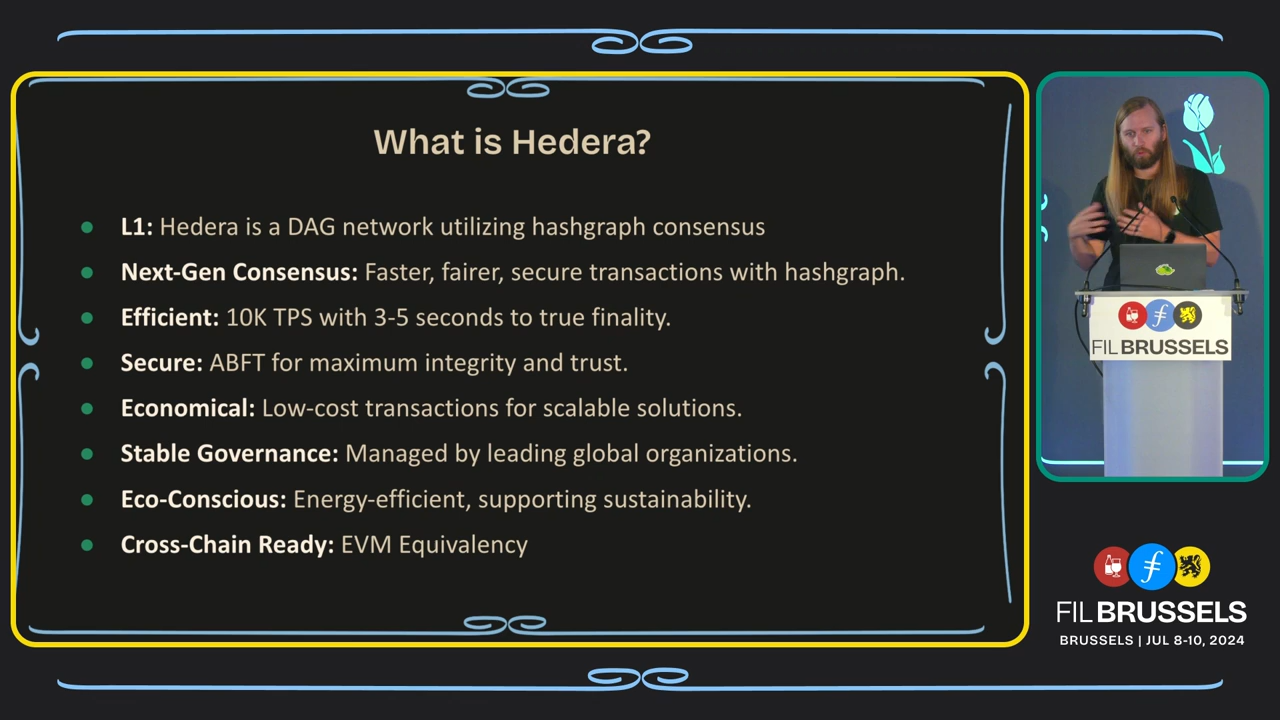 What is Hedera?
● L1: Hedera is a DAG network utilizing hashgraph consensus
● Next-Gen Consensus: Faster, fairer, secure transactions with hashgraph.
● Efficient: 10K TPS with 3-5 seconds to true finality.
● Secure: ABFT for maximum integrity and trust.
● Economical: Low-cost transactions for scalable solutions.
● Stable Governance: Managed by leading global organizations.
● Eco-Conscious: Energy-efficient, supporting sustainability.
● Cross-Chain Ready: EVM Equivalency
FIL BRUSSELS
FIL BRUSSELS
BRUSSELS | JUL 8-10, 2024